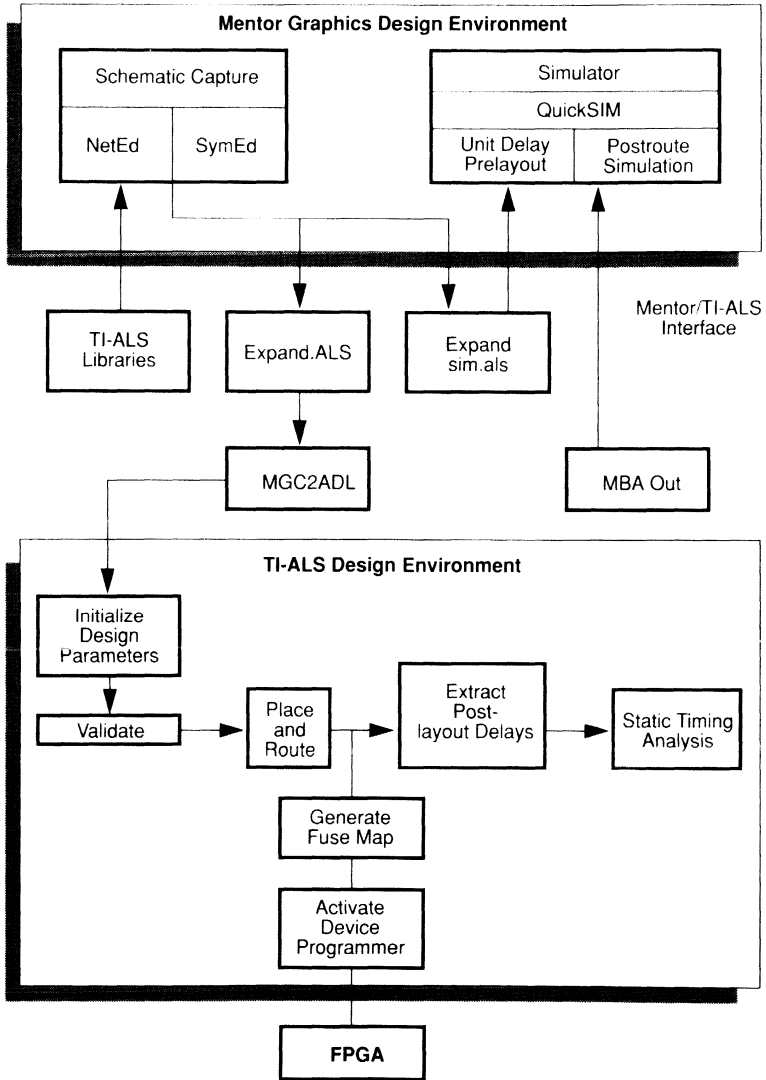 Mentor Graphics Design Environment
Schematic Capture
NetEd
SymEd
Simulator
QuickSIM
Unit Delay
Prelayout
Postroute
Simulation
TI-ALS
Libraries
Expand.ALS
Expand
sim.als
Mentor/TI-ALS
Interface
MGC2ADL
MBA Out
TI-ALS Design Environment
Initialize
Design
Parameters
Validate
Place
and
Route
Extract
Post-
layout Delays
Static Timing
Analysis
Generate
Fuse Map
Activate
Device
Programmer
FPGA